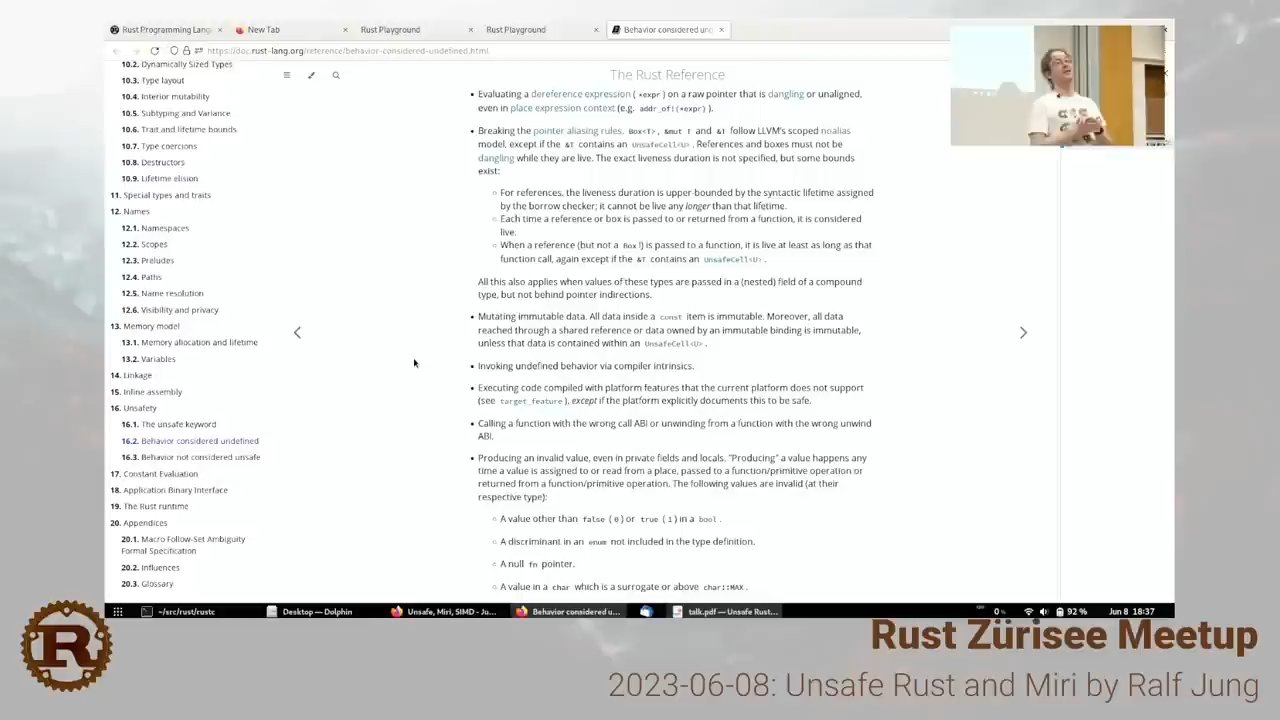 Rust Programming Lang
New Tab
Rust Playground
Rust Playground
Behavior considered und
https://doc.rust-lang.org/reference/behavior-considered-undefined.html
10.2. Dynamically Sized Types
10.3. Type layout
10.4. Interior mutability
10.5. Subtyping and Variance
10.6. Trait and lifetime bounds
10.7. Type coercions
10.8. Destructors
10.9. Lifetime elision
11. Special types and traits
12. Names
12.1. Namespaces
12.2. Scopes
12.3. Preludes
12.4. Paths
12.5. Name resolution
12.6. Visibility and privacy
13. Memory model
13.1. Memory allocation and lifetime
13.2. Variables
14. Linkage
15. Inline assembly
16. Unsafety
16.1. The unsafe keyword
16.2. Behavior considered undefined
16.3. Behavior not considered unsafe
17. Constant Evaluation
18. Application Binary Interface
19. The Rust runtime
20. Appendices
20.1. Macro Follow-Set Ambiguity
Formal Specification
20.2. Influences
20.3. Glossary
The Rust Reference
• Evaluating a dereference expression ( *expr ) on a raw pointer that is dangling or unaligned,
even in place expression context (e.g. addr_of!(*expr) ).
• Breaking the pointer aliasing rules. Box<T> , &mut T and &T follow LLVM's scoped noalias
model, except if the &T contains an UnsafeCell<U> . References and boxes must not be
dangling while they are live. The exact liveness duration is not specified, but some bounds
exist:
○ For references, the liveness duration is upper-bounded by the syntactic lifetime assigned
by the borrow checker; it cannot be live any longer than that lifetime.
○ Each time a reference or box is passed to or returned from a function, it is considered
live.
○ When a reference (but not a Box !) is passed to a function, it is live at least as long as that
function call, again except if the &T contains an UnsafeCell<U> .
All this also applies when values of these types are passed in a (nested) field of a compound
type, but not behind pointer indirections.
• Mutating immutable data. All data inside a const item is immutable. Moreover, all data
reached through a shared reference or data owned by an immutable binding is immutable,
unless that data is contained within an UnsafeCell<U> .
• Invoking undefined behavior via compiler intrinsics.
• Executing code compiled with platform features that the current platform does not support
(see target_feature ), except if the platform explicitly documents this to be safe.
• Calling a function with the wrong call ABI or unwinding from a function with the wrong unwind
ABI.
• Producing an invalid value, even in private fields and locals. "Producing" a value happens any
time a value is assigned to or read from a place, passed to a function/primitive operation or
returned from a function/primitive operation. The following values are invalid (at their
respective type):
○ A value other than false ( 0 ) or true ( 1 ) in a bool .
○ A discriminant in an enum not included in the type definition.
○ A null fn pointer.
○ A value in a char which is a surrogate or above char::MAX .
~/src/rust/rustc
Desktop — Dolphin
Unsafe, Miri, SIMD - Ju...
Behavior considered u...
talk.pdf — Unsafe Rust...
0 %
92 %
Jun 8 18:37
R
Rust Zürisee Meetup
2023-06-08: Unsafe Rust and Miri by Ralf Jung